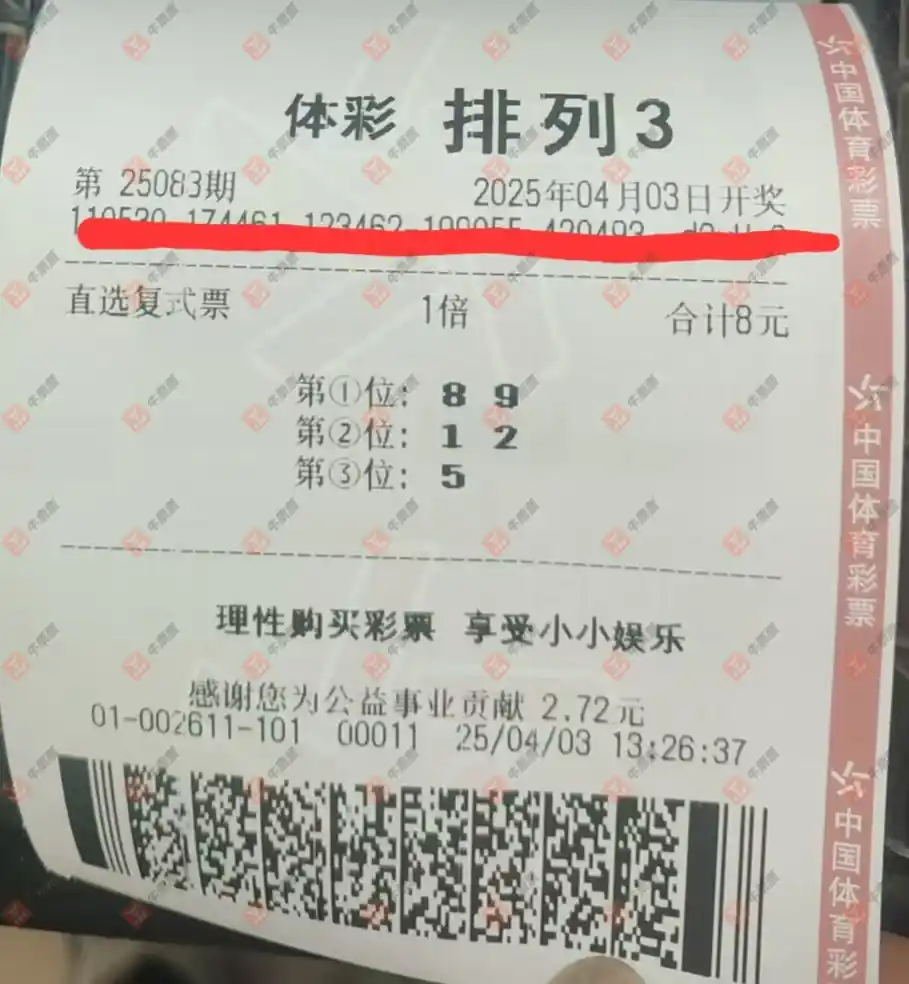 体彩 排列3
第 25083期 2025年04月03日开奖
直选复式票 1倍 合计8元
第①位: 8 9
第②位: 1 2
第③位: 5
理性购买彩票 享受小小娱乐
感谢您为公益事业贡献 2.72元
01-002611-101 00011 25/04/03 13:26:37
中国体育彩票
中国体育彩票
中国体育彩